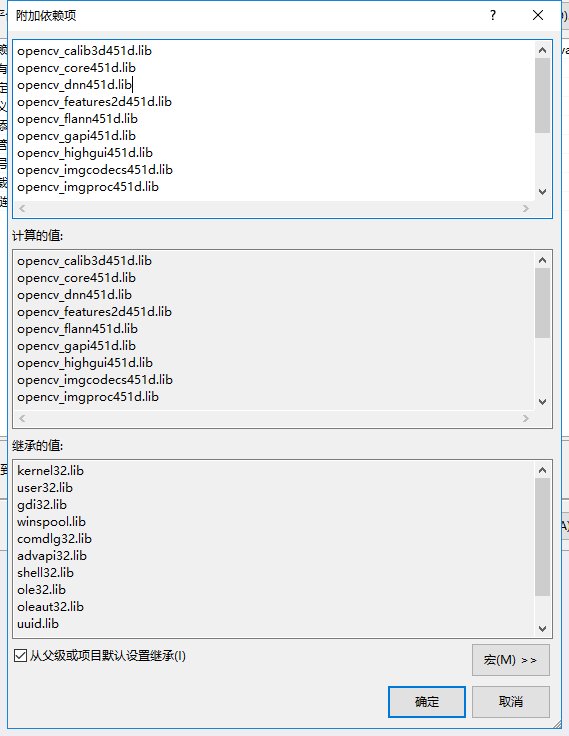 附加依赖项
opencv_calib3d451d.lib
opencv_core451d.lib
opencv_dnn451d.lib
opencv_features2d451d.lib
opencv_flann451d.lib
opencv_gapi451d.lib
opencv_highgui451d.lib
opencv_imgcodecs451d.lib
opencv_imgproc451d.lib
计算的值:
opencv_calib3d451d.lib
opencv_core451d.lib
opencv_dnn451d.lib
opencv_features2d451d.lib
opencv_flann451d.lib
opencv_gapi451d.lib
opencv_highgui451d.lib
opencv_imgcodecs451d.lib
opencv_imgproc451d.lib
继承的值:
kernel32.lib
user32.lib
gdi32.lib
winspool.lib
comdlg32.lib
advapi32.lib
shell32.lib
ole32.lib
oleaut32.lib
uuid.lib
从父级或项目默认设置继承(I)
宏(M) >>
确定
取消